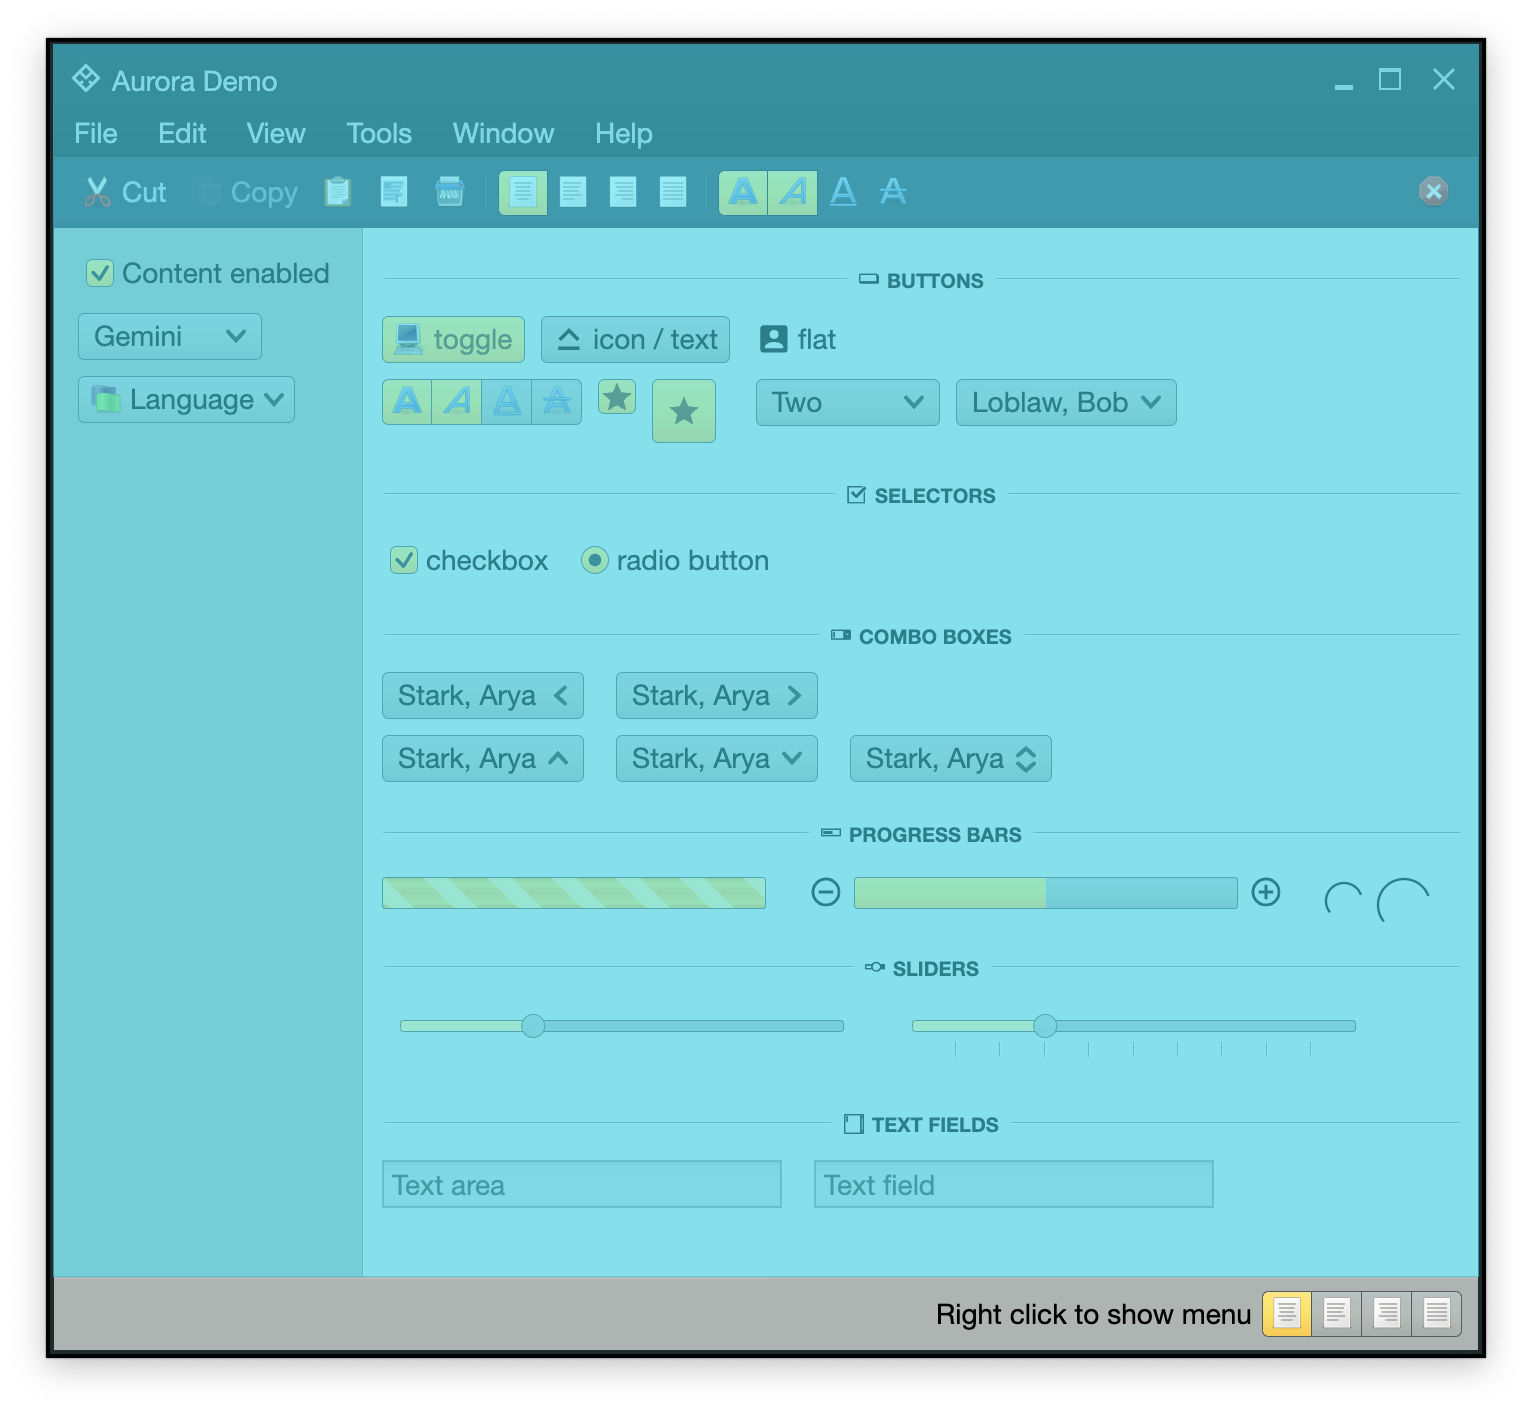 Aurora Demo
File Edit View Tools Window Help
Cut Copy
Content enabled
Gemini
Language
BUTTONS
toggle icon / text flat
Two Loblaw, Bob
SELECTORS
checkbox radio button
COMBO BOXES
Stark, Arya Stark, Arya
Stark, Arya Stark, Arya Stark, Arya
PROGRESS BARS
SLIDERS
TEXT FIELDS
Text area Text field
Right click to show menu